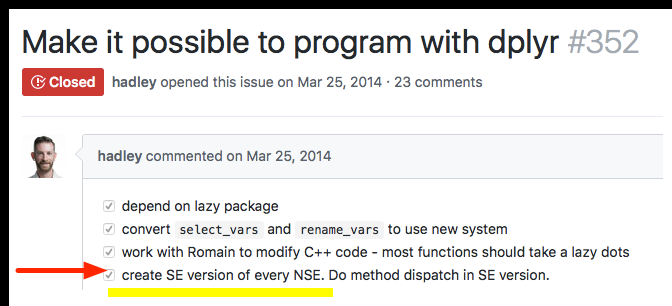 Make it possible to program with dplyr #352
Closed hadley opened this issue on Mar 25, 2014 · 23 comments
hadley commented on Mar 25, 2014
depend on lazy package
convert select_vars and rename_vars to use new system
work with Romain to modify C++ code - most functions should take a lazy dots
create SE version of every NSE. Do method dispatch in SE version.